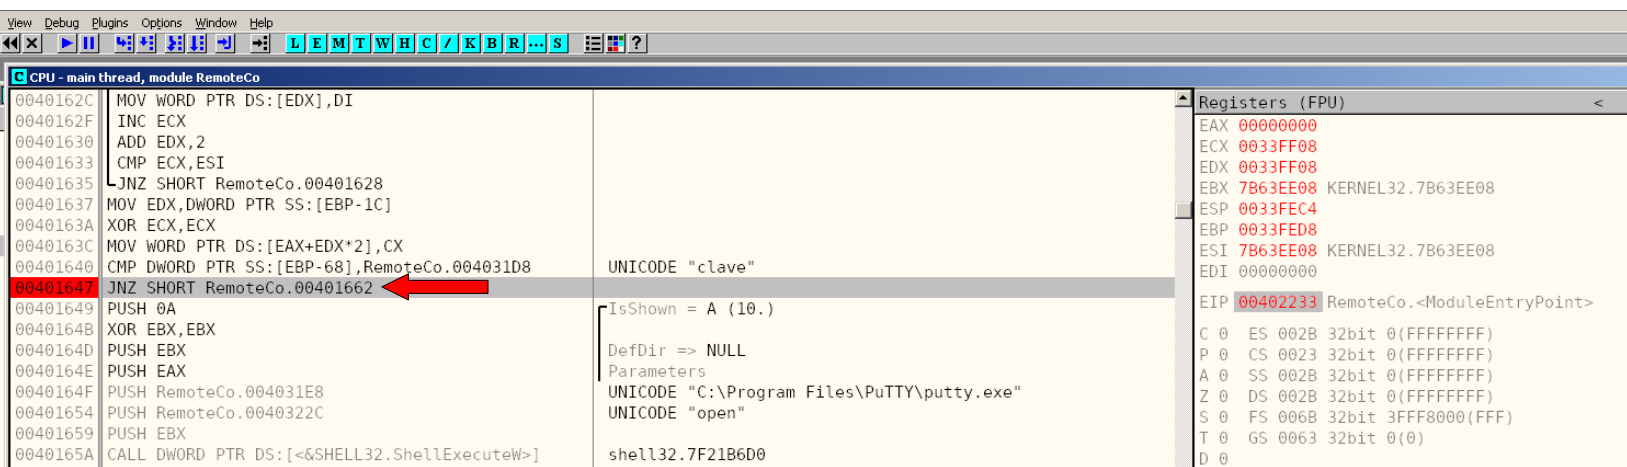 View Debug Plugins Options Window Help
L E M T W H C / K B R ... S ?
C CPU - main thread, module RemoteCo
0040162C MOV WORD PTR DS:[EDX],DI
0040162F INC ECX
00401630 ADD EDX,2
00401633 CMP ECX,ESI
00401635 JNZ SHORT RemoteCo.00401628
00401637 MOV EDX,DWORD PTR SS:[EBP-1C]
0040163A XOR ECX,ECX
0040163C MOV WORD PTR DS:[EAX+EDX*2],CX
00401640 CMP DWORD PTR SS:[EBP-68],RemoteCo.004031D8 UNICODE "clave"
00401647 JNZ SHORT RemoteCo.00401662
00401649 PUSH 0A IsShown = A (10.)
0040164B XOR EBX,EBX
0040164D PUSH EBX DefDir => NULL
0040164E PUSH EAX Parameters
0040164F PUSH RemoteCo.004031E8 UNICODE "C:\Program Files\PuTTY\putty.exe"
00401654 PUSH RemoteCo.0040322C UNICODE "open"
00401659 PUSH EBX
0040165A CALL DWORD PTR DS:[<&SHELL32.ShellExecuteW>] shell32.7F21B6D0
Registers (FPU) <
EAX 00000000
ECX 0033FF08
EDX 0033FF08
EBX 7B63EE08 KERNEL32.7B63EE08
ESP 0033FEC4
EBP 0033FED8
ESI 7B63EE08 KERNEL32.7B63EE08
EDI 00000000
EIP 00402233 RemoteCo.<ModuleEntryPoint>
C 0 ES 002B 32bit 0(FFFFFFFF)
P 0 CS 0023 32bit 0(FFFFFFFF)
A 0 SS 002B 32bit 0(FFFFFFFF)
Z 0 DS 002B 32bit 0(FFFFFFFF)
S 0 FS 006B 32bit 3FFF8000(FFF)
T 0 GS 0063 32bit 0(0)
D 0